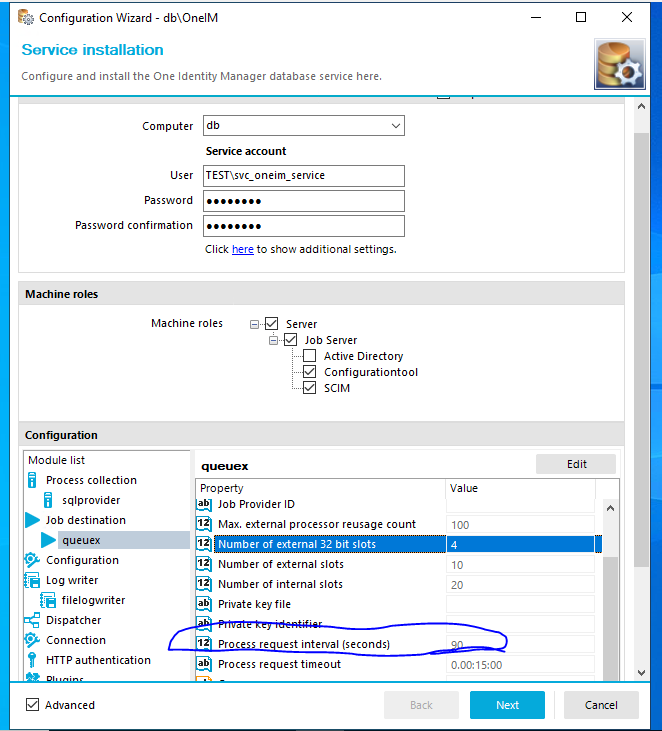 Configuration Wizard - db\OneIM
Service installation
Configure and install the One Identity Manager database service here.
Computer db
Service account
User TEST\svc_oneim_service
Password ●●●●●●●●
Password confirmation ●●●●●●●●
Click here to show additional settings.
Machine roles
Machine roles Server
Job Server
Active Directory
Configurationtool
SCIM
Configuration
Module list
Process collection
sqlprovider
Job destination
queuex
Configuration
Log writer
filelogwriter
Dispatcher
Connection
HTTP authentication
Plugins
queuex Edit
Property Value
Job Provider ID
Max. external processor reusage count 100
Number of external 32 bit slots 4
Number of external slots 10
Number of internal slots 20
Private key file
Private key identifier
Process request interval (seconds) 90
Process request timeout 0.00:15:00
Advanced Back Next Cancel